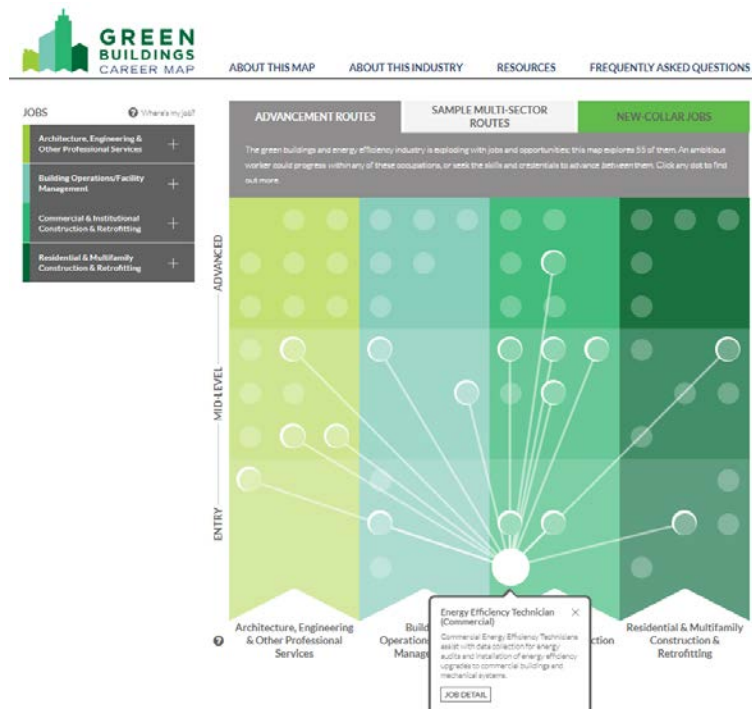 GREEN
BUILDINGS
CAREER MAP
ABOUT THIS MAP
ABOUT THIS INDUSTRY
RESOURCES
FREQUENTLY ASKED QUESTIONS
JOBS
? Where's my job?
Architecture, Engineering &
Other Professional Services
Building Operations/Facility
Management
Commercial & Institutional
Construction & Retrofitting
Residential & Multifamily
Construction & Retrofitting
ADVANCEMENT ROUTES
SAMPLE MULTI-SECTOR
ROUTES
NEW-COLLAR JOBS
The green buildings and energy efficiency industry is exploding with jobs and opportunities; this map explores 55 of them. An ambitious
worker could progress within any of these occupations, or seek the skills and credentials to advance between them. Click any dot to find
out more.
ADVANCED
MID-LEVEL
ENTRY
?
Architecture, Engineering
& Other Professional
Services
Buil
Operations
Manage
ction
Residential & Multifamily
Construction &
Retrofitting
Energy Efficiency Technician
(Commercial)
Commercial Energy Efficiency Technicians
assist with data collection for energy
audits and installation of energy efficiency
upgrades to commercial buildings and
mechanical systems.
JOB DETAIL